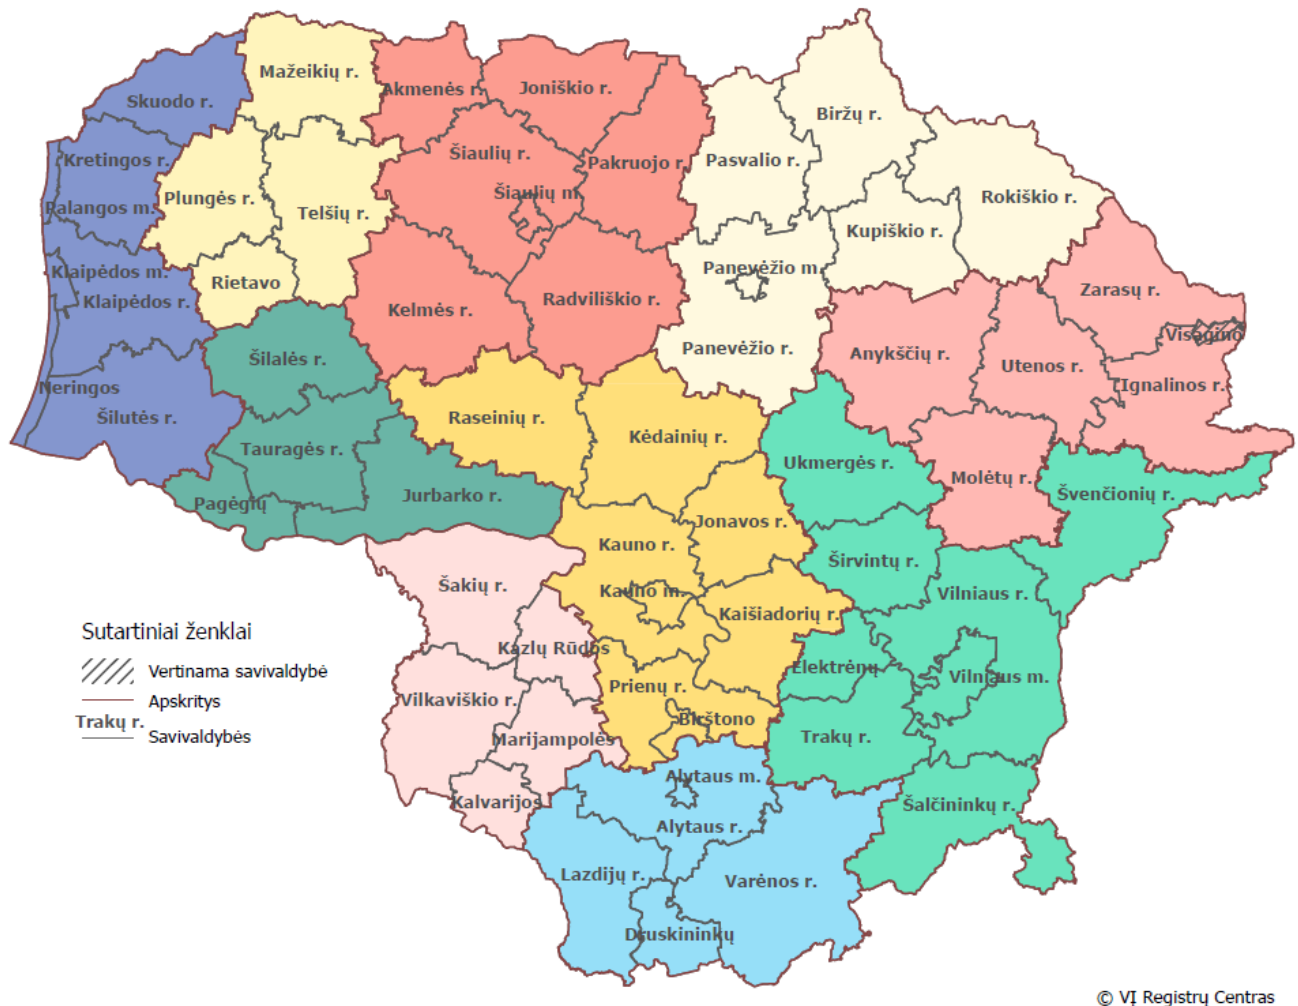 Mažeikių r.
Akmenės r.
Joniškio r.
Skuodo r.
Biržų r.
Šiaulių r.
Kretingos r.
Pasvalio r.
Pakruojo r.
Šiaulių m.
Plungės r.
Rokiškio r.
Palangos m.
Telšių r.
Kupiškio r.
Klaipėdos m.
Panevėžio m.
Rietavo
Zarasų r.
Klaipėdos r.
Radviliškio r.
Kelmės r.
Visagino
Panevėžio r.
Anykščių r.
Šilalės r.
Utenos r.
Neringos
Ignalinos r.
Šilutės r.
Raseinių r.
Kėdainių r.
Tauragės r.
Ukmergės r.
Molėtų r.
Jurbarko r.
Švenčionių r.
Pagėgių
Jonavos r.
Kauno r.
Širvintų r.
Šakių r.
Kauno m.
Vilniaus r.
Kaišiadorių r.
Sutartiniai ženklai
Kazlų Rūdos
Elektrėnų
Vertinama savivaldybė
Vilniaus m.
Prienų r.
Vilkaviškio r.
Apskritys
Birštono
Trakų r.
Savivaldybės
Marijampolės
Trakų r.
Alytaus m.
Kalvarijos
Šalčininkų r.
Alytaus r.
Lazdijų r.
Varėnos r.
Druskininkų
© VĮ Registrų Centras